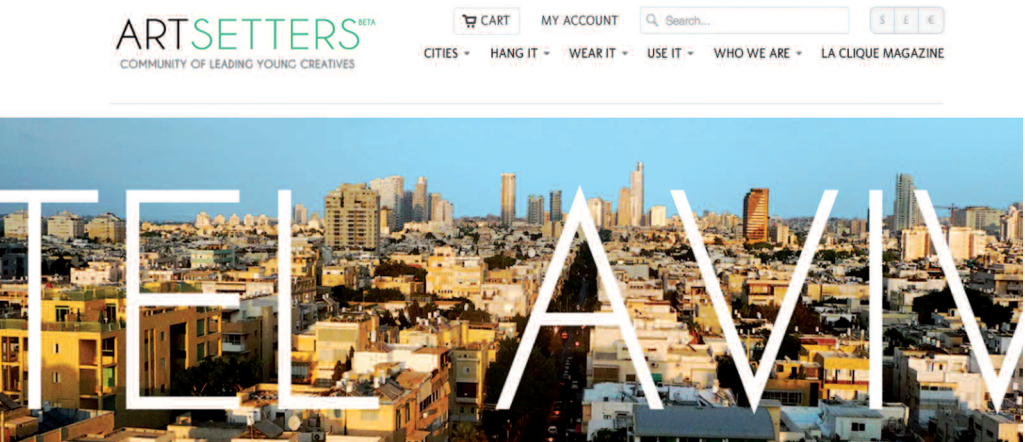 ARTSETTERS BETA
COMMUNITY OF LEADING YOUNG CREATIVES
CART MY ACCOUNT Search... $ £ €
CITIES HANG IT WEAR IT USE IT WHO WE ARE LA CLIQUE MAGAZINE
TEL AVIV